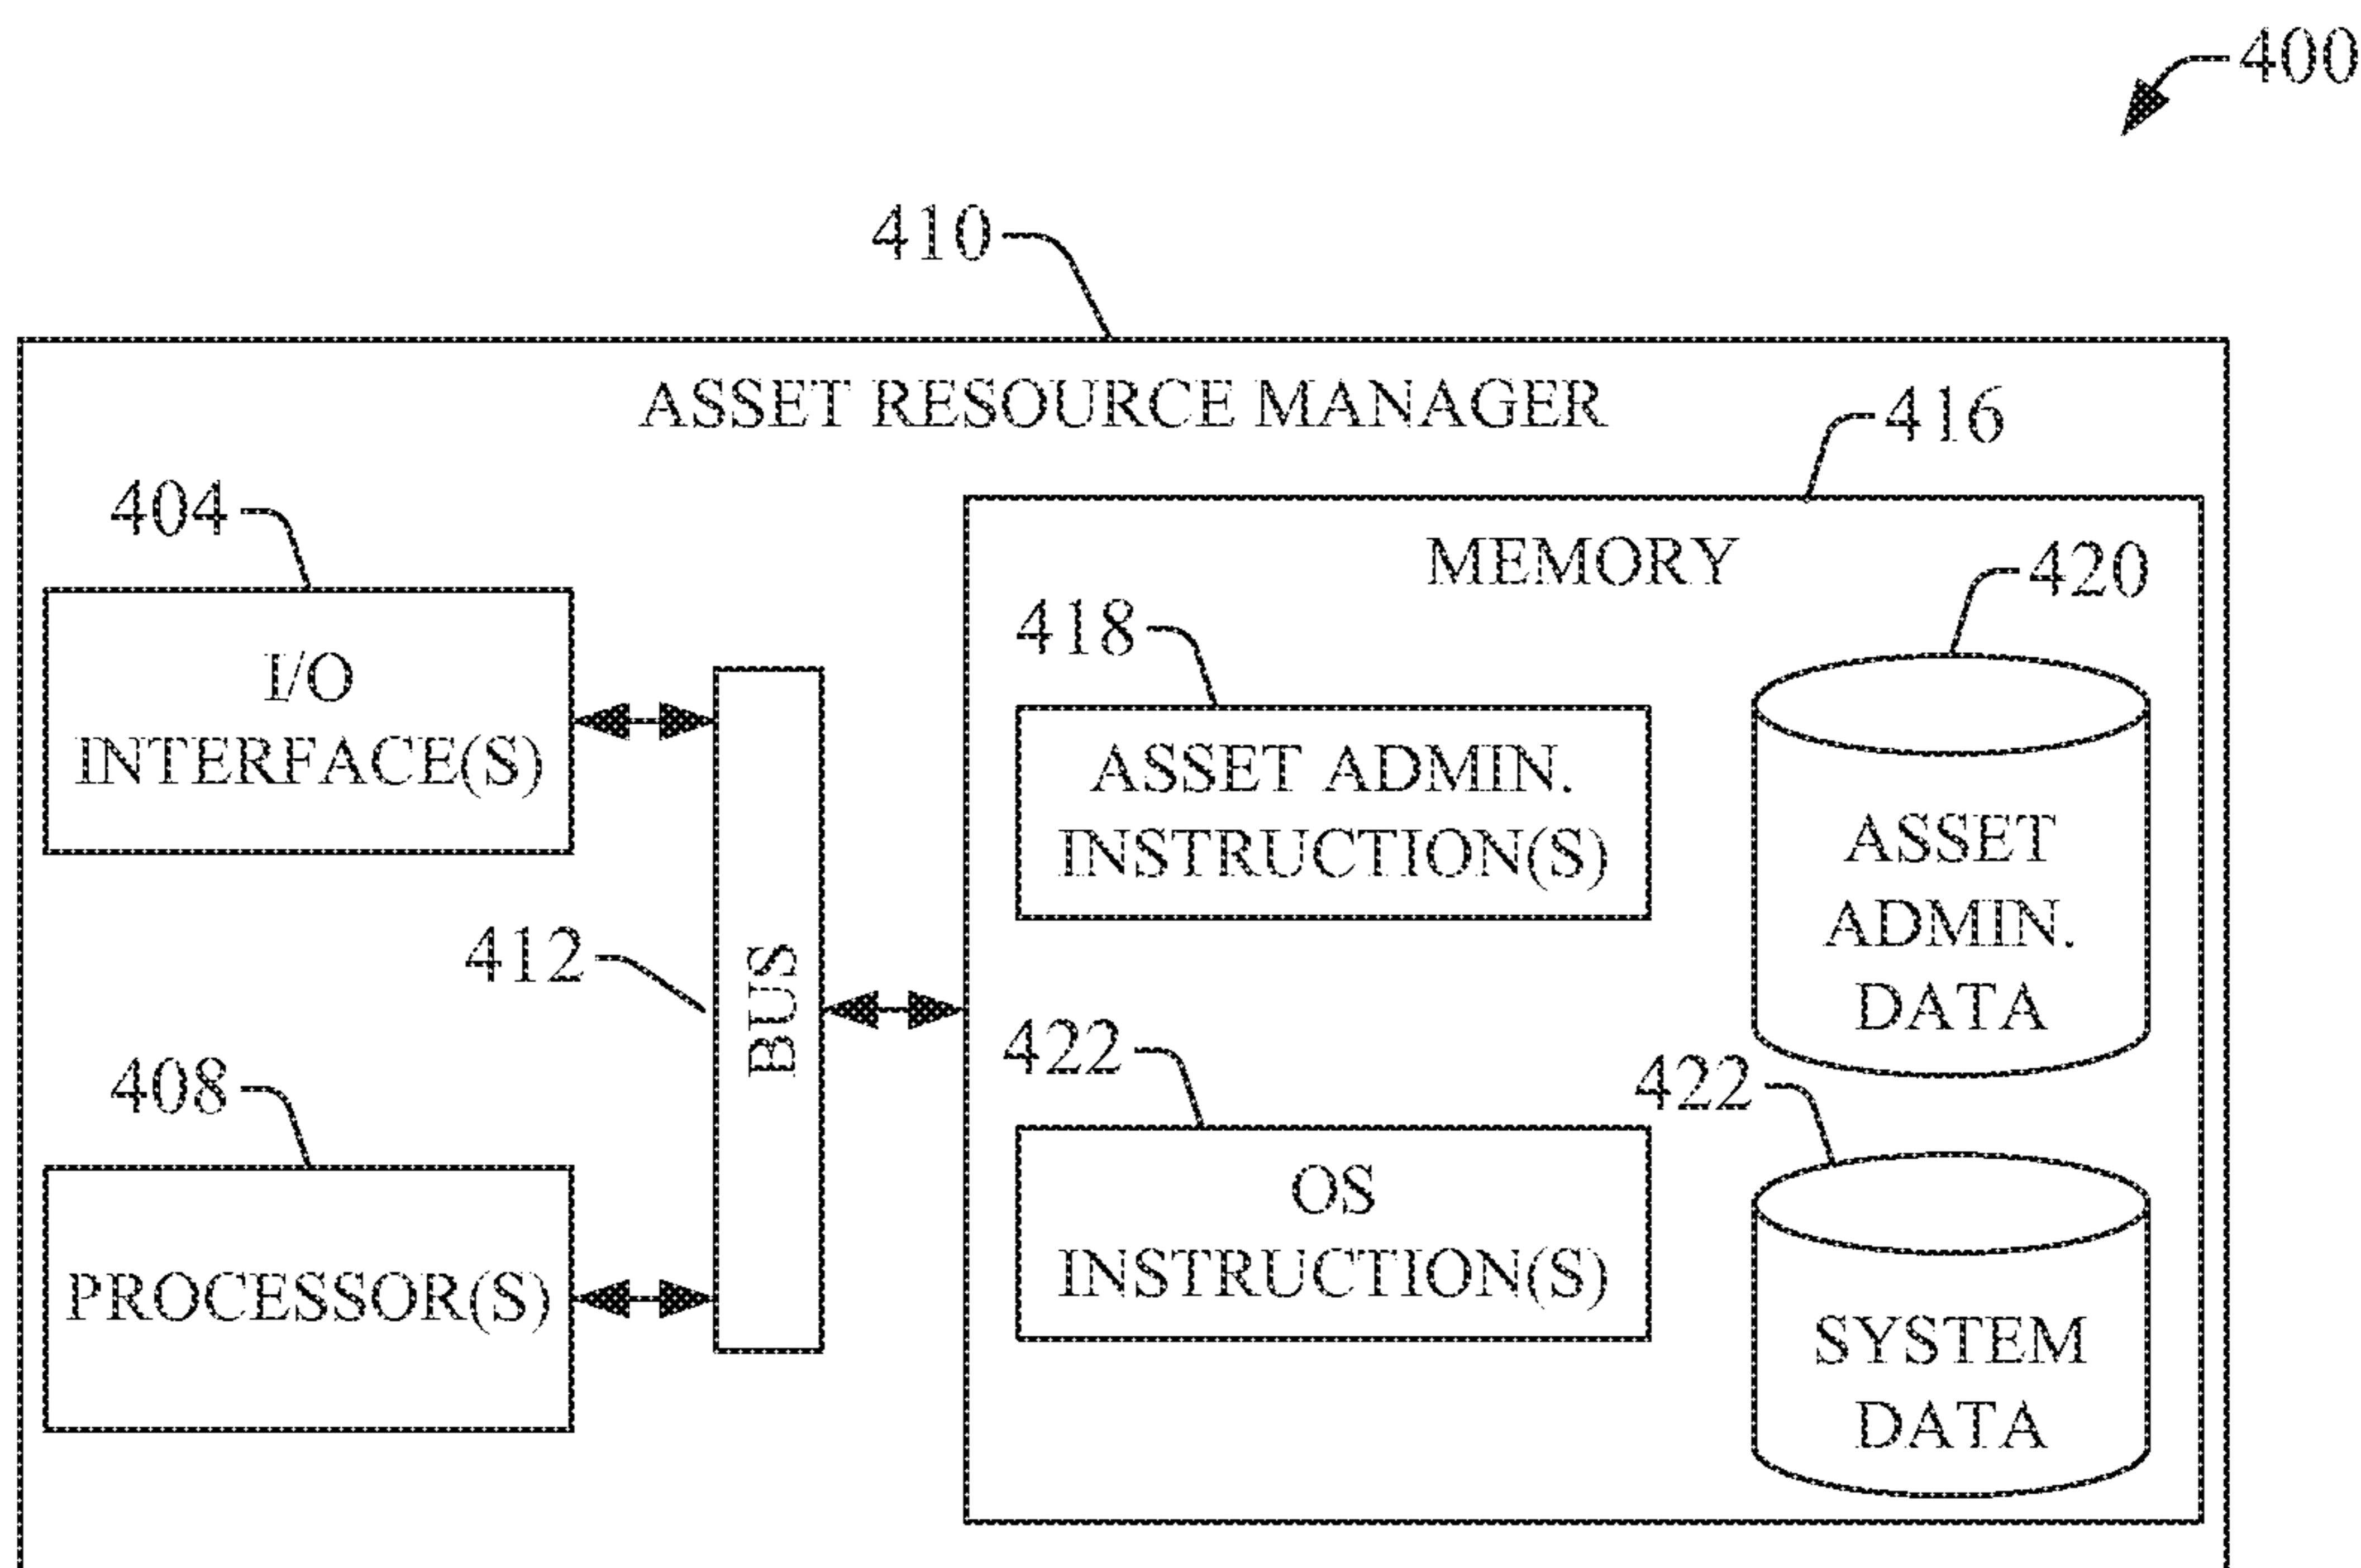 400
410
ASSET RESOURCE MANAGER
416
404
MEMORY
420
418
I/O
INTERFACE(S)
ASSET ADMIN.
INSTRUCTION(S)
ASSET
ADMIN.
DATA
412
BUS
422
422
408
OS
INSTRUCTION(S)
PROCESSOR(S)
SYSTEM
DATA